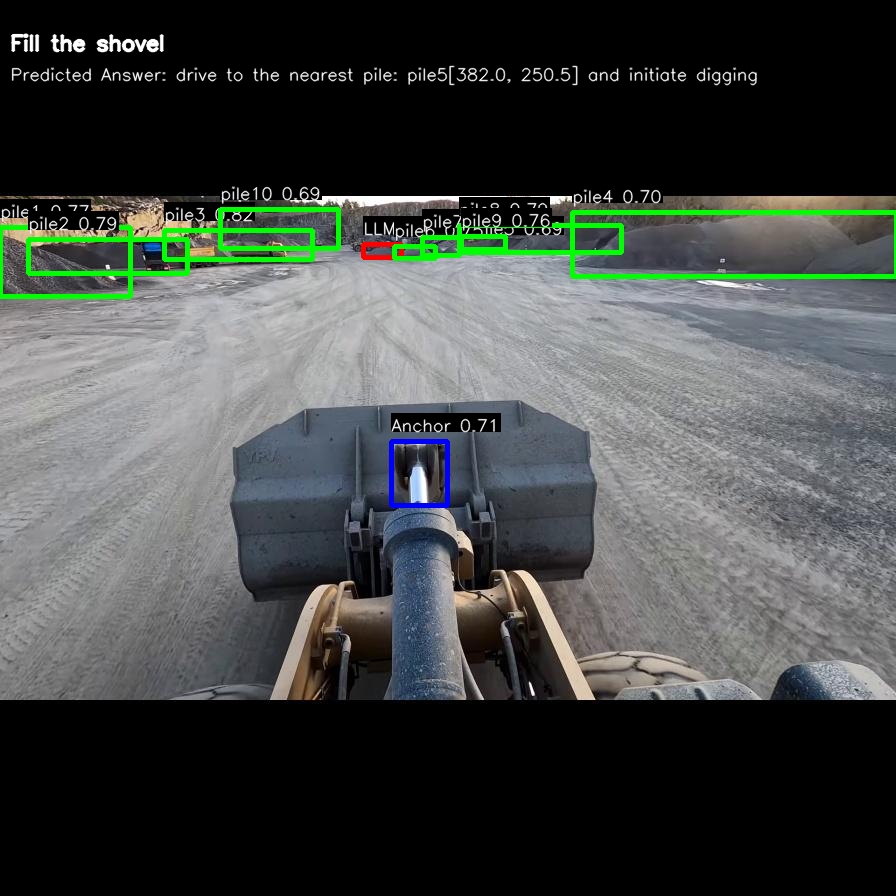 Fill the shovel
Predicted Answer: drive to the nearest pile: pile5[382.0, 250.5] and initiate digging
pile10 0.69
pile4 0.70
pile2 0.79
pile3 0.82
LLM
pile9 0.76
Anchor 0.71